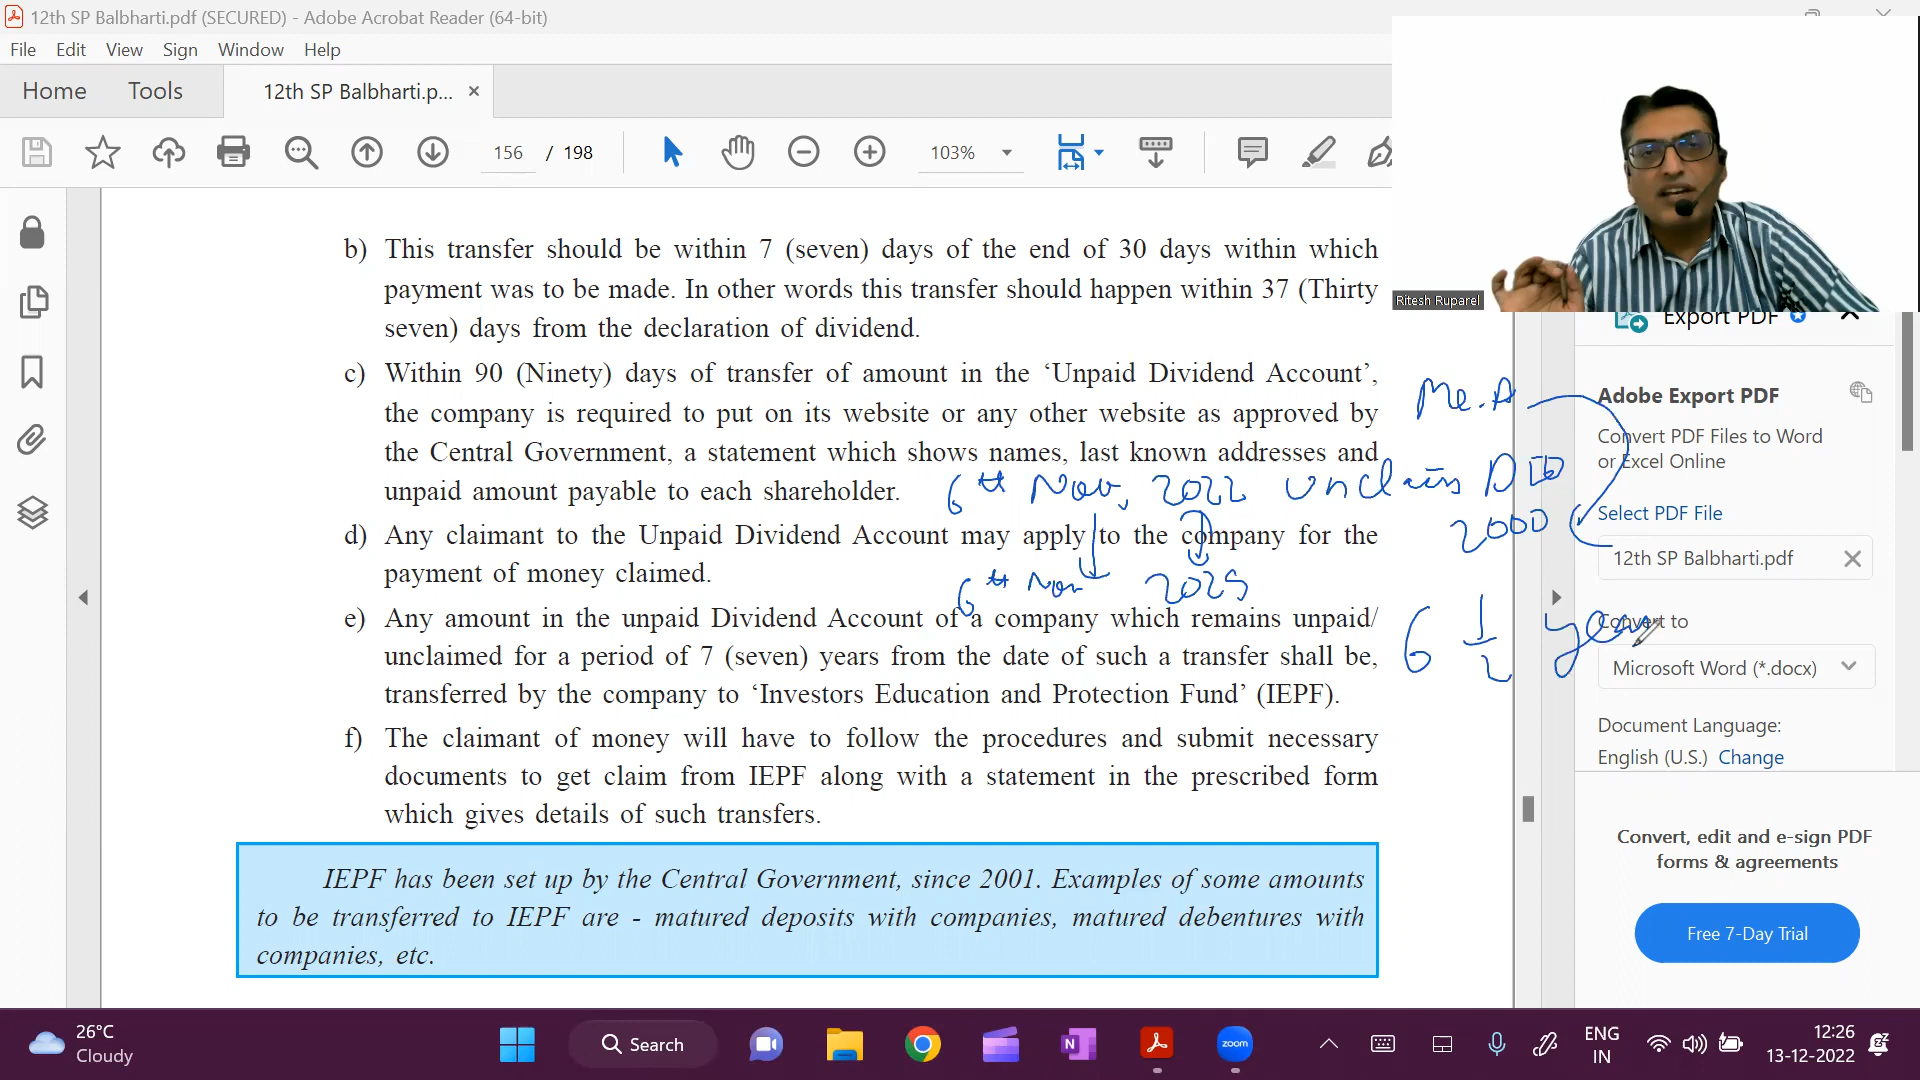 12th SP Balbharti.pdf (SECURED) - Adobe Acrobat Reader (64-bit)
File Edit View Sign Window Help
Home Tools 12th SP Balbharti.p... ×
156 / 198 103%
b) This transfer should be within 7 (seven) days of the end of 30 days within which
payment was to be made. In other words this transfer should happen within 37 (Thirty
seven) days from the declaration of dividend.
c) Within 90 (Ninety) days of transfer of amount in the ‘Unpaid Dividend Account’,
the company is required to put on its website or any other website as approved by
the Central Government, a statement which shows names, last known addresses and
unpaid amount payable to each shareholder.
d) Any claimant to the Unpaid Dividend Account may apply to the company for the
payment of money claimed.
e) Any amount in the unpaid Dividend Account of a company which remains unpaid/
unclaimed for a period of 7 (seven) years from the date of such a transfer shall be,
transferred by the company to ‘Investors Education and Protection Fund’ (IEPF).
f) The claimant of money will have to follow the procedures and submit necessary
documents to get claim from IEPF along with a statement in the prescribed form
which gives details of such transfers.
IEPF has been set up by the Central Government, since 2001. Examples of some amounts
to be transferred to IEPF are - matured deposits with companies, matured debentures with
companies, etc.
6th Nov, 2022
2000
6th Nov
6 1/2 years
Ritesh Ruparel
Export PDF
Adobe Export PDF
Convert PDF Files to Word
or Excel Online
Select PDF File
12th SP Balbharti.pdf
Convert to
Microsoft Word (*.docx)
Document Language:
English (U.S.) Change
Convert, edit and e-sign PDF
forms & agreements
Free 7-Day Trial
26°C
Cloudy
Search
zoom
ENG
IN
12:26
13-12-2022